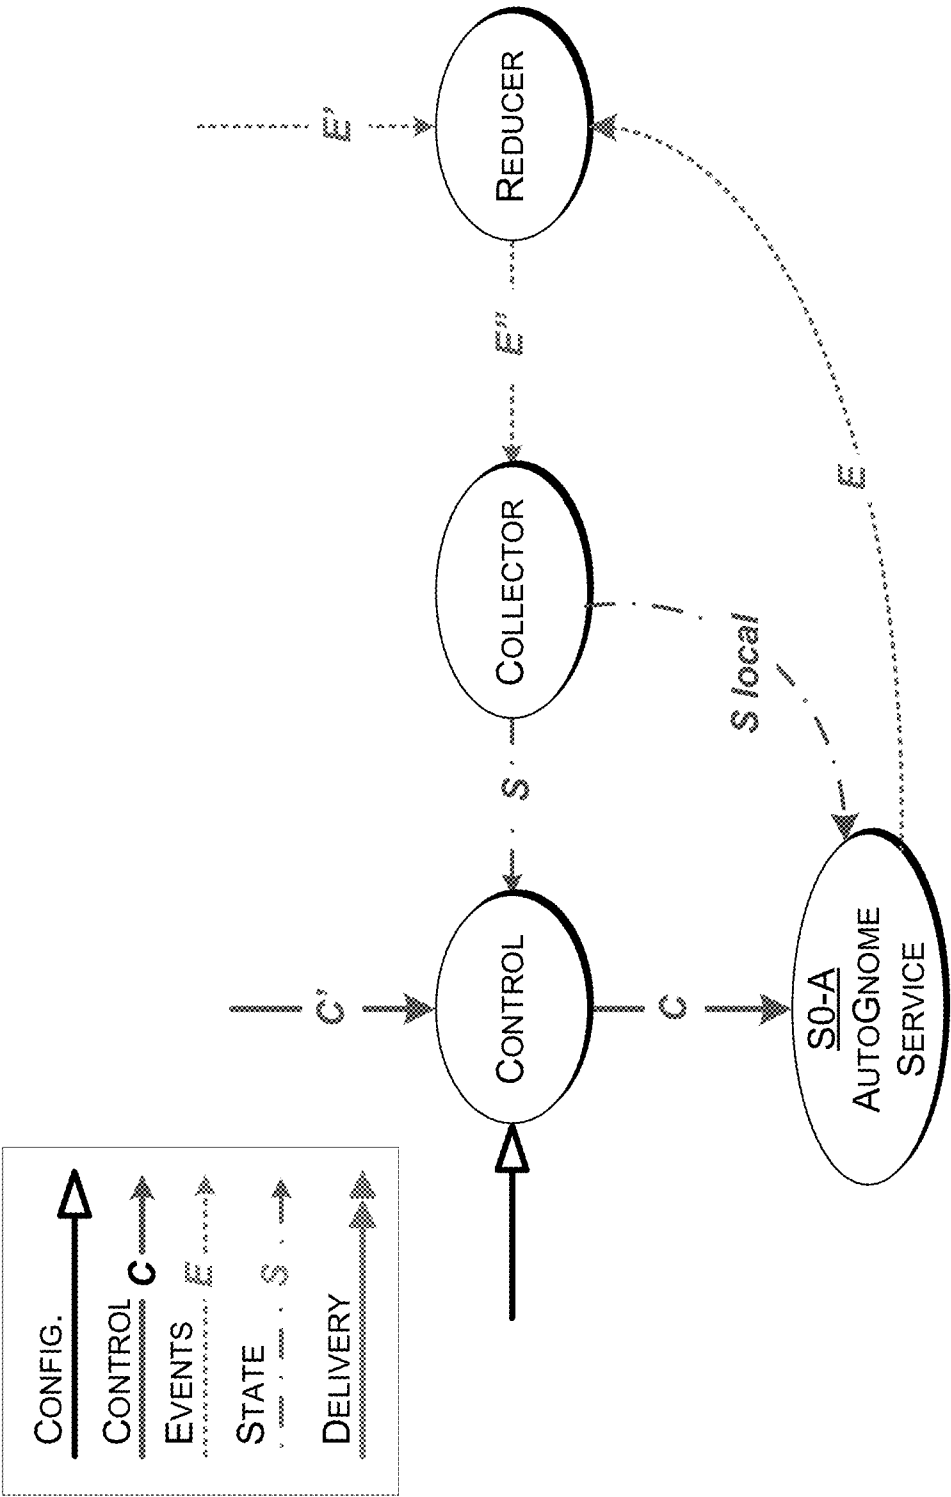 CONFIG.
CONTROL
C
EVENTS
E
STATE
S
DELIVERY
C'
CONTROL
C
S0-A
AUTOGNOME
SERVICE
S
COLLECTOR
S local
E''
E
E'
REDUCER